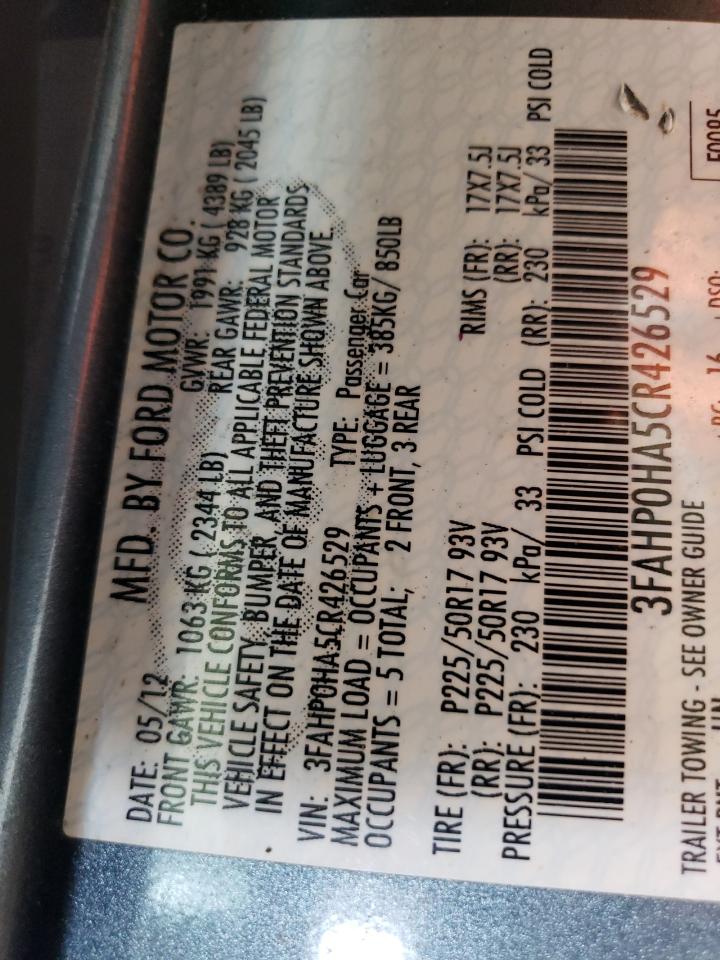 MFD. BY FORD MOTOR CO.
DATE: 05/12 GVWR: 1991 KG ( 4389 LB)
FRONT GAWR: 1063 KG ( 2344 LB) REAR GAWR: 928 KG ( 2045 LB)
THIS VEHICLE CONFORMS TO ALL APPLICABLE FEDERAL MOTOR
VEHICLE SAFETY, BUMPER, AND THEFT PREVENTION STANDARDS
IN EFFECT ON THE DATE OF MANUFACTURE SHOWN ABOVE.
VIN: 3FAHP0HA5CR426529 TYPE: Passenger Car
MAXIMUM LOAD = OCCUPANTS + LUGGAGE = 385KG/ 850LB
OCCUPANTS = 5 TOTAL; 2 FRONT, 3 REAR
TIRE (FR): P225/50R17 93V RIMS (FR): 17X7.5J
(RR): P225/50R17 93V (RR): 17X7.5J
PRESSURE (FR): 230 kPa/ 33 PSI COLD (RR): 230 kPa/ 33 PSI COLD
3FAHP0HA5CR426529
F0085
TRAILER TOWING - SEE OWNER GUIDE
16
DSO: